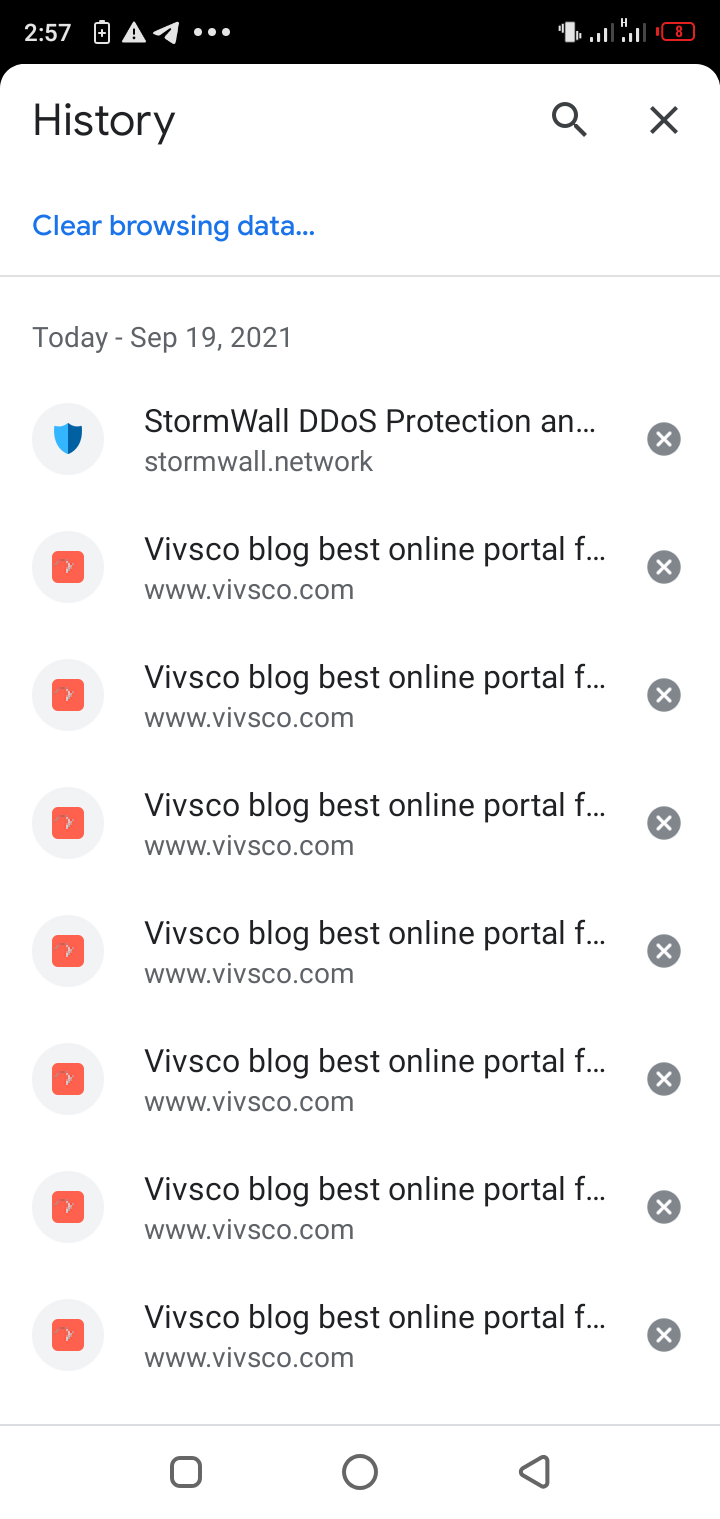 2:57
H
8
History
Clear browsing data...
Today - Sep 19, 2021
StormWall DDoS Protection an...
stormwall.network
Vivsco blog best online portal f...
www.vivsco.com
Vivsco blog best online portal f...
www.vivsco.com
Vivsco blog best online portal f...
www.vivsco.com
Vivsco blog best online portal f...
www.vivsco.com
Vivsco blog best online portal f...
www.vivsco.com
Vivsco blog best online portal f...
www.vivsco.com
Vivsco blog best online portal f...
www.vivsco.com